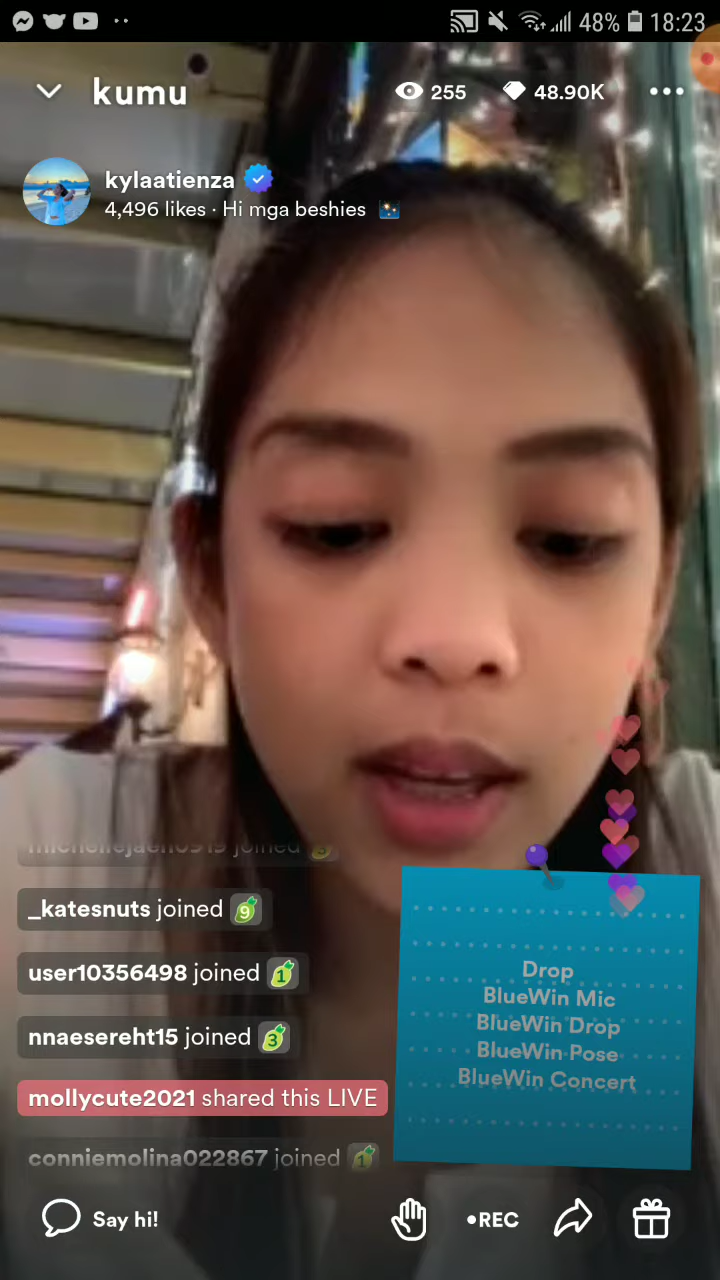 48% 18:23
kumu 255 48.90K
kylaatienza
4,496 likes · Hi mga beshies
joined
_katesnuts joined 9
user10356498 joined 1
nnaesereht15 joined 3
mollycute2021 shared this LIVE
conniemolina022867 joined 1
Drop
BlueWin Mic
BlueWin Drop
BlueWin Pose
BlueWin Concert
Say hi!
•REC